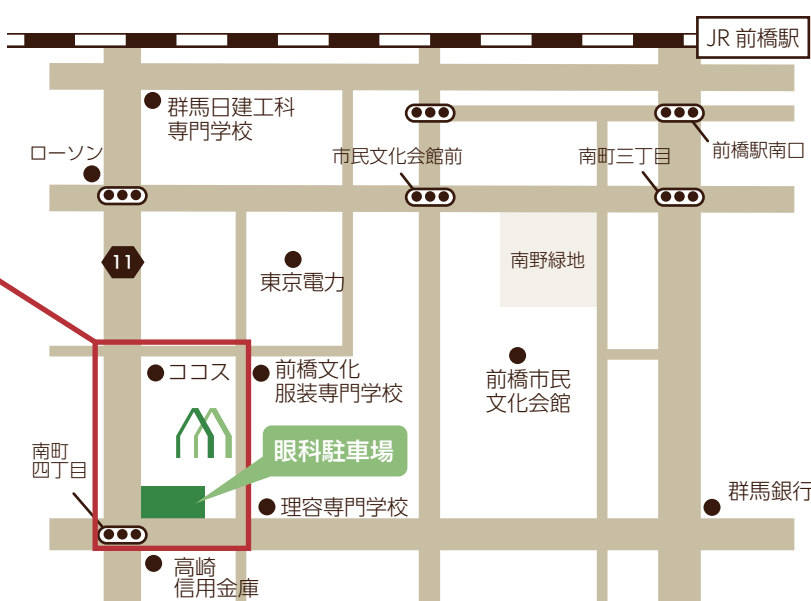 JR 前橋駅
群馬日建工科
専門学校
ローソン
市民文化会館前
南町三丁目
前橋駅南口
11
東京電力
南野緑地
ココス
前橋文化
服装専門学校
前橋市民
文化会館
南町
四丁目
眼科駐車場
理容専門学校
群馬銀行
高崎
信用金庫